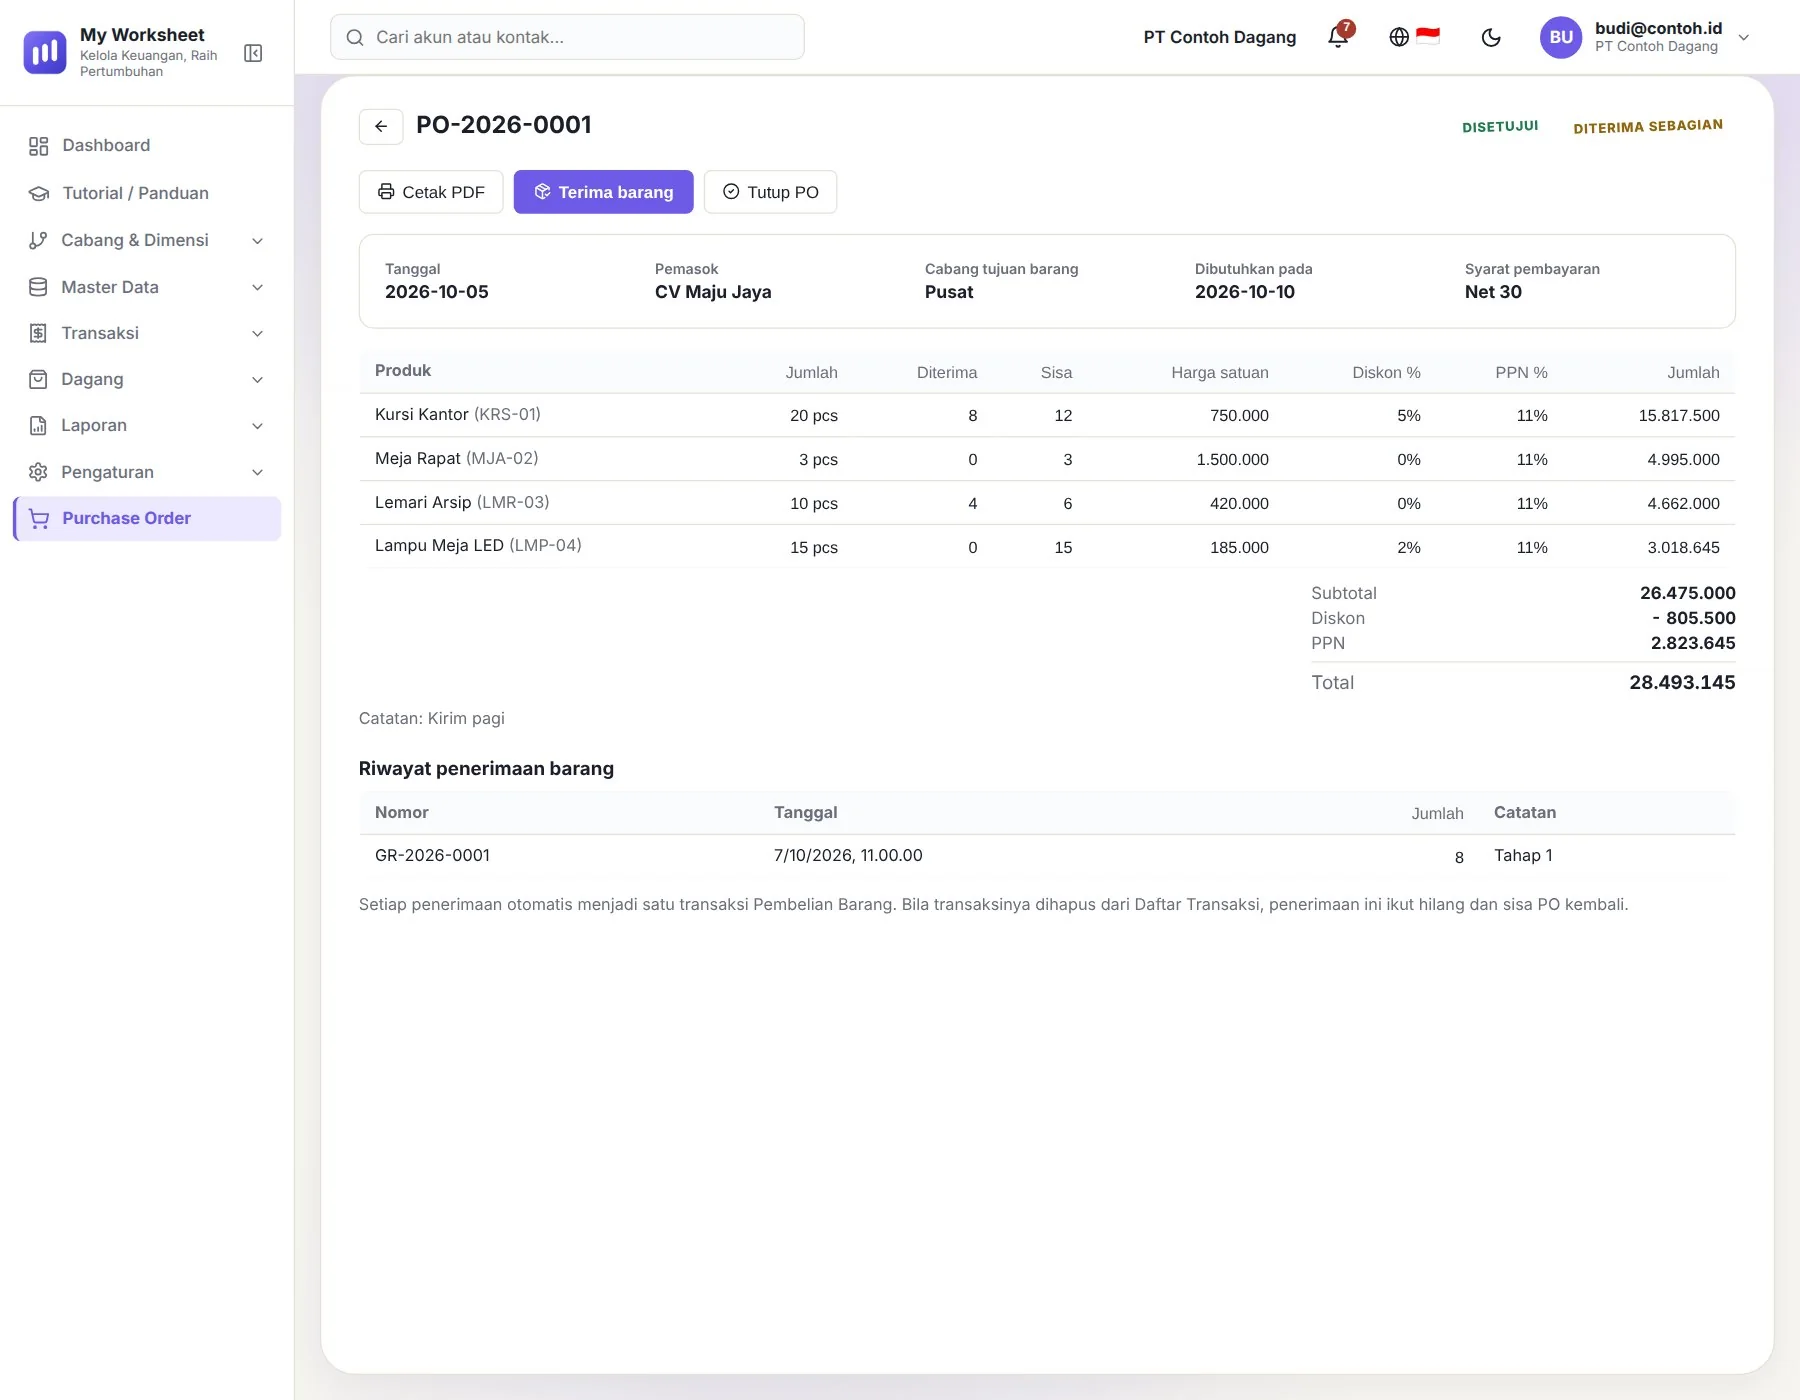 My Worksheet
Kelola Keuangan, Raih
Pertumbuhan
Cari akun atau kontak...
PT Contoh Dagang
7
BU
budi@contoh.id
PT Contoh Dagang
Dashboard
Tutorial / Panduan
Cabang & Dimensi
Master Data
Transaksi
Dagang
Laporan
Pengaturan
Purchase Order
PO-2026-0001
DISETUJUI
DITERIMA SEBAGIAN
Cetak PDF
Terima barang
Tutup PO
Tanggal
2026-10-05
Pemasok
CV Maju Jaya
Cabang tujuan barang
Pusat
Dibutuhkan pada
2026-10-10
Syarat pembayaran
Net 30
Produk Jumlah Diterima Sisa Harga satuan Diskon % PPN % Jumlah
Kursi Kantor (KRS-01) 20 pcs 8 12 750.000 5% 11% 15.817.500
Meja Rapat (MJA-02) 3 pcs 0 3 1.500.000 0% 11% 4.995.000
Lemari Arsip (LMR-03) 10 pcs 4 6 420.000 0% 11% 4.662.000
Lampu Meja LED (LMP-04) 15 pcs 0 15 185.000 2% 11% 3.018.645
Subtotal 26.475.000
Diskon - 805.500
PPN 2.823.645
Total 28.493.145
Catatan: Kirim pagi
Riwayat penerimaan barang
Nomor Tanggal Jumlah Catatan
GR-2026-0001 7/10/2026, 11.00.00 8 Tahap 1
Setiap penerimaan otomatis menjadi satu transaksi Pembelian Barang. Bila transaksinya dihapus dari Daftar Transaksi, penerimaan ini ikut hilang dan sisa PO kembali.